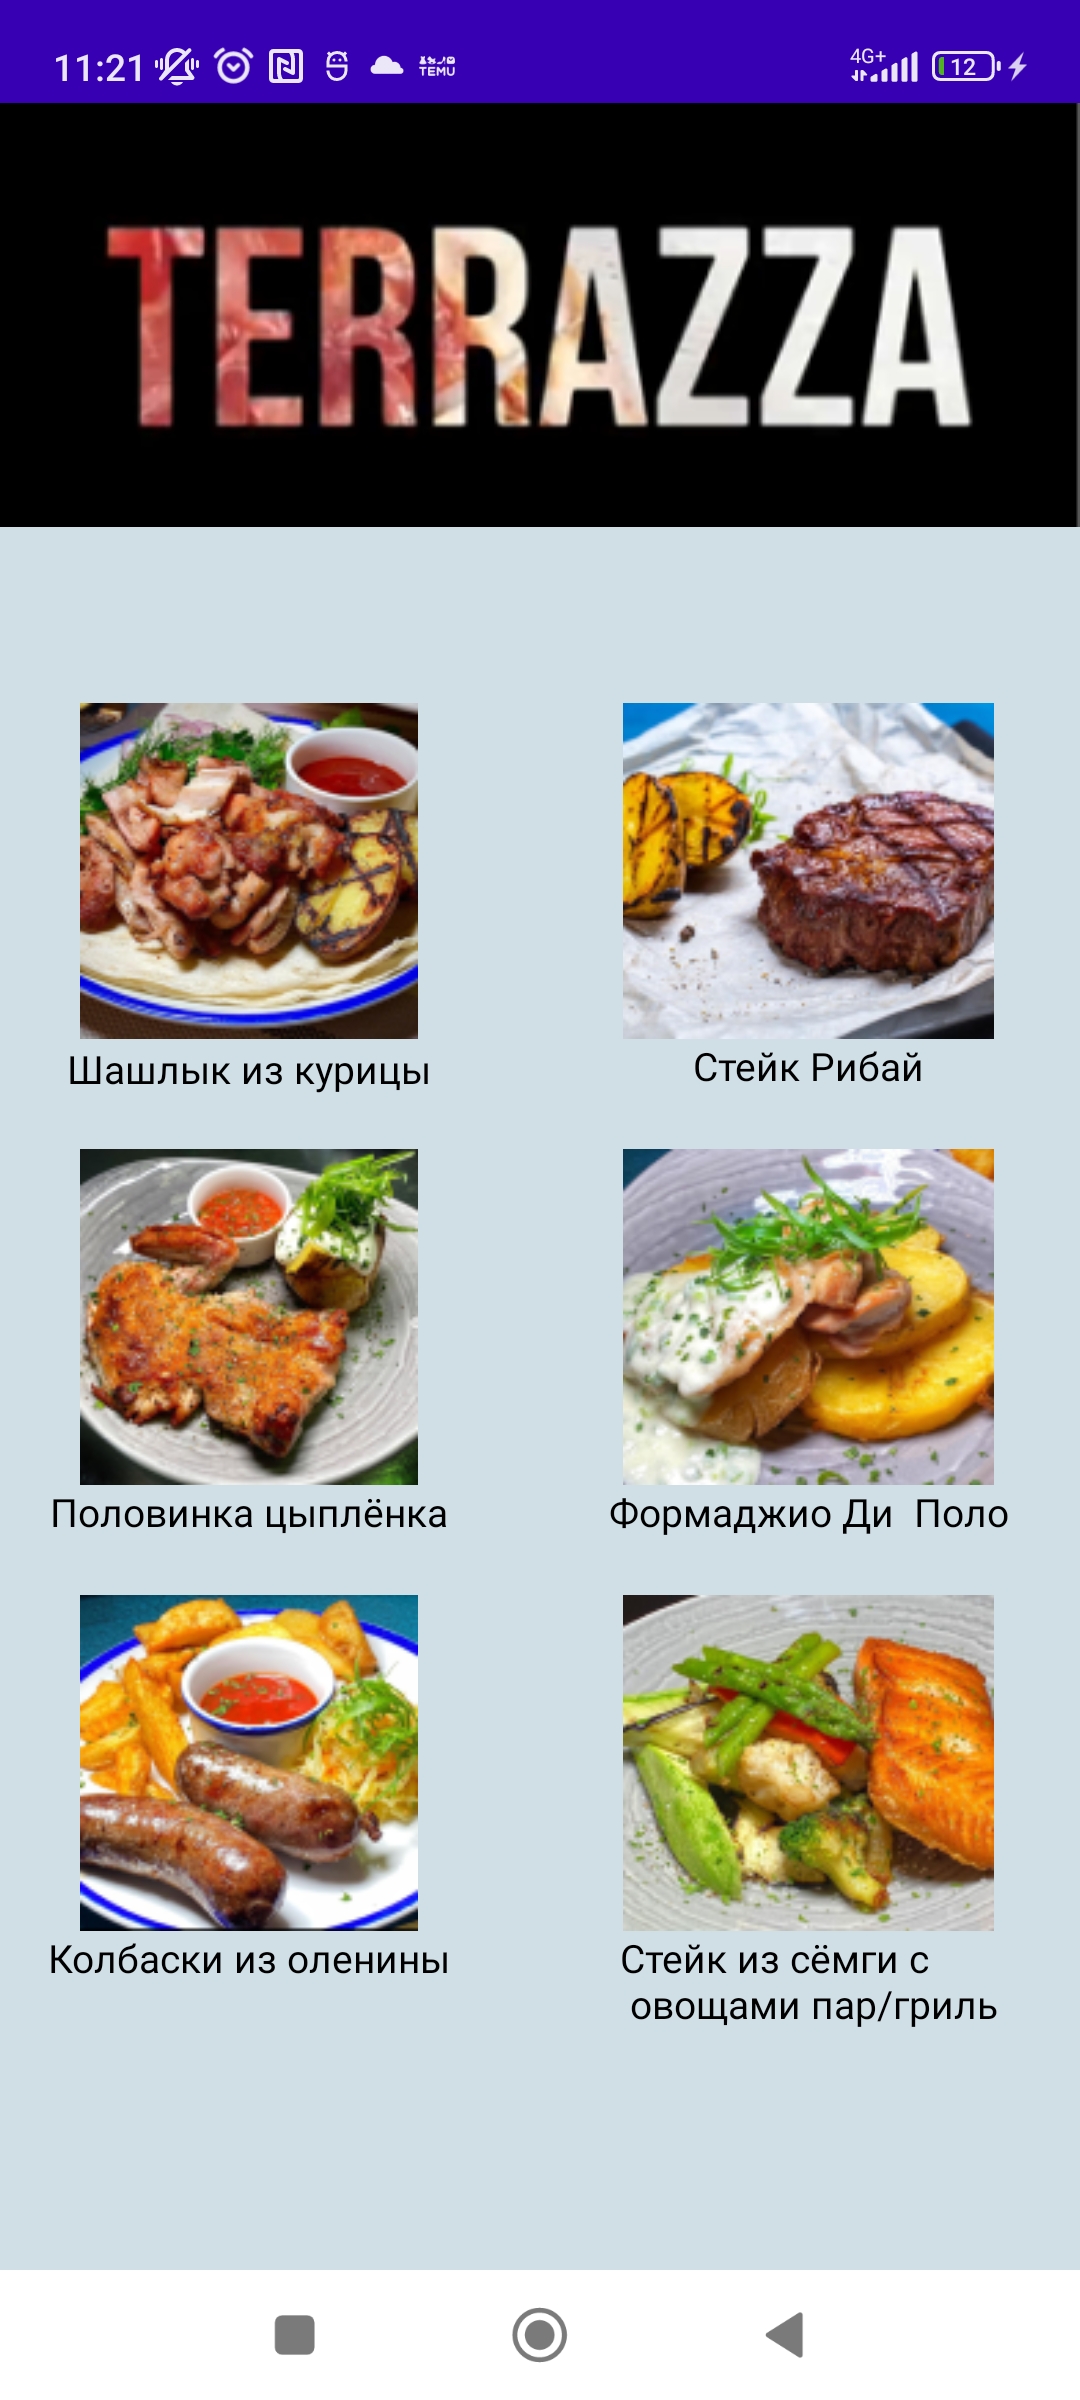 11:21
TEMU
4G+
12
TERRAZZA
Шашлык из курицы
Стейк Рибай
Половинка цыплёнка
Формаджио Ди  Поло
Колбаски из оленины
Стейк из сёмги с
овощами пар/гриль